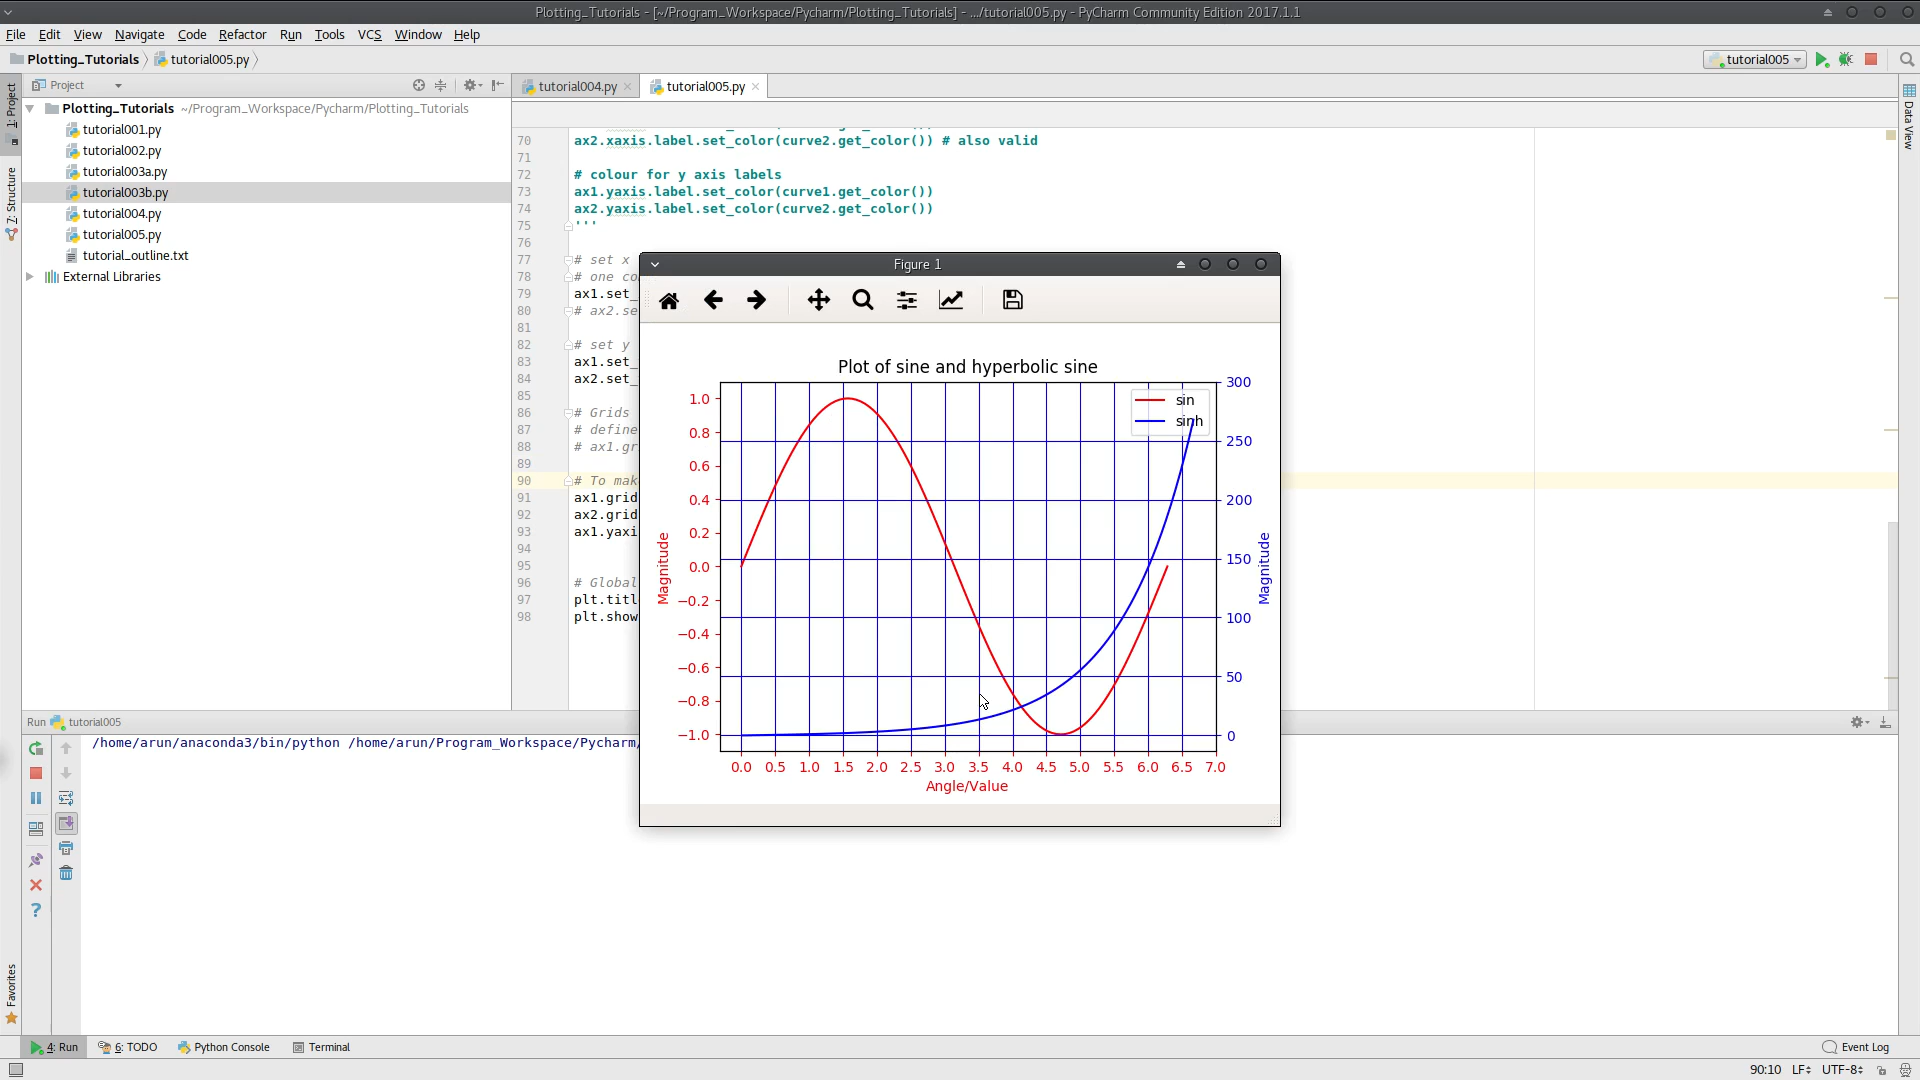 Plotting_Tutorials - [~/Program_Workspace/Pycharm/Plotting_Tutorials] - .../tutorial005.py - PyCharm Community Edition 2017.1.1
File Edit View Navigate Code Refactor Run Tools VCS Window Help
Plotting_Tutorials tutorial005.py
tutorial005
1: Project
7: Structure
Favorites
Data View
Project
Plotting_Tutorials ~/Program_Workspace/Pycharm/Plotting_Tutorials
tutorial001.py
tutorial002.py
tutorial003a.py
tutorial003b.py
tutorial004.py
tutorial005.py
tutorial_outline.txt
External Libraries
tutorial004.py tutorial005.py
70 ax2.xaxis.label.set_color(curve2.get_color()) # also valid
71
72 # colour for y axis labels
73 ax1.yaxis.label.set_color(curve1.get_color())
74 ax2.yaxis.label.set_color(curve2.get_color())
75 '''
76
77 # set x
78 # one co
79 ax1.set_
80 # ax2.se
81
82 # set y
83 ax1.set_
84 ax2.set_
85
86 # Grids
87 # define
88 # ax1.gr
89
90 # To mak
91 ax1.grid
92 ax2.grid
93 ax1.yaxi
94
95
96 # Global
97 plt.titl
98 plt.show
Figure 1
Plot of sine and hyperbolic sine
sin
sinh
1.0
0.8
0.6
0.4
0.2
0.0
−0.2
−0.4
−0.6
−0.8
−1.0
Magnitude
300
250
200
150
100
50
0
Magnitude
0.0 0.5 1.0 1.5 2.0 2.5 3.0 3.5 4.0 4.5 5.0 5.5 6.0 6.5 7.0
Angle/Value
Run tutorial005
/home/arun/anaconda3/bin/python /home/arun/Program_Workspace/Pycharm/
4: Run 6: TODO Python Console Terminal Event Log
90:10 LF UTF-8